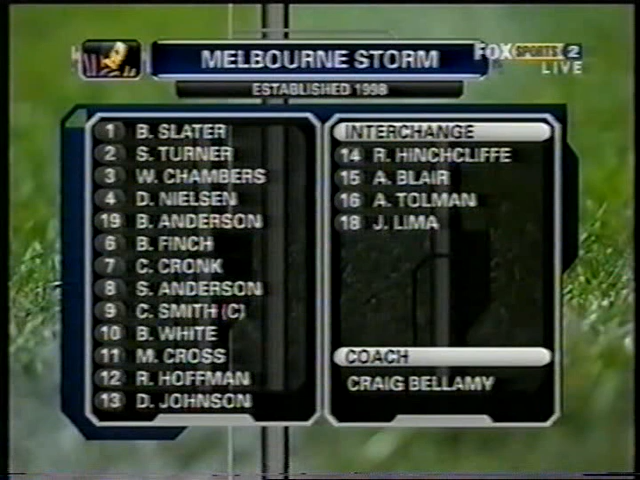 MELBOURNE STORM
FOX SPORTS 2
LIVE
ESTABLISHED 1998
1 B. SLATER
2 S. TURNER
3 W. CHAMBERS
4 D. NIELSEN
19 B. ANDERSON
6 B. FINCH
7 C. CRONK
8 S. ANDERSON
9 C. SMITH (C)
10 B. WHITE
11 M. CROSS
12 R. HOFFMAN
13 D. JOHNSON
INTERCHANGE
14 R. HINCHCLIFFE
15 A. BLAIR
16 A. TOLMAN
18 J. LIMA
COACH
CRAIG BELLAMY